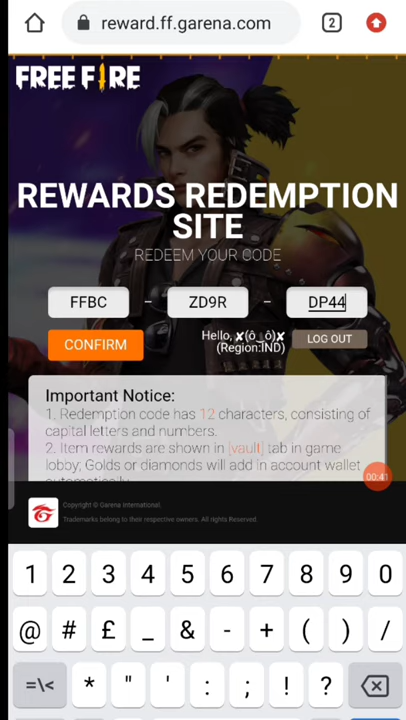 reward.ff.garena.com 2
FREE FIRE
REWARDS REDEMPTION
SITE
REDEEM YOUR CODE
FFBC - ZD9R - DP44
CONFIRM
Hello, ✘(ô_ô)✘
(Region:IND)
LOG OUT
Important Notice:
1. Redemption code has 12 characters, consisting of
capital letters and numbers.
2. Item rewards are shown in [vault] tab in game
lobby; Golds or diamonds will add in account wallet
automatically.
00:41
Copyright © Garena International.
Trademarks belong to their respective owners. All Rights Reserved.
1 2 3 4 5 6 7 8 9 0
@ # £ _ & - + ( ) /
=\< * " ' : ; ! ?